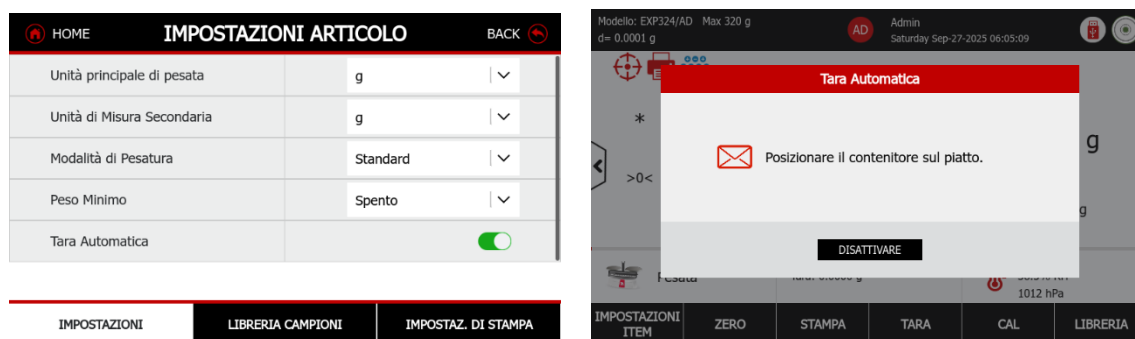 HOME IMPOSTAZIONI ARTICOLO BACK
Unità principale di pesata g
Unità di Misura Secondaria g
Modalità di Pesatura Standard
Peso Minimo Spento
Tara Automatica
IMPOSTAZIONI LIBRERIA CAMPIONI IMPOSTAZ. DI STAMPA
Modello: EXP324/AD Max 320 g
d= 0.0001 g
AD
Admin
Saturday Sep-27-2025 06:05:09
Tara Automatica
*
g
Posizionare il contenitore sul piatto.
>0<
g
DISATTIVARE
Pesata
1012 hPa
IMPOSTAZIONI ITEM
ZERO STAMPA TARA CAL LIBRERIA